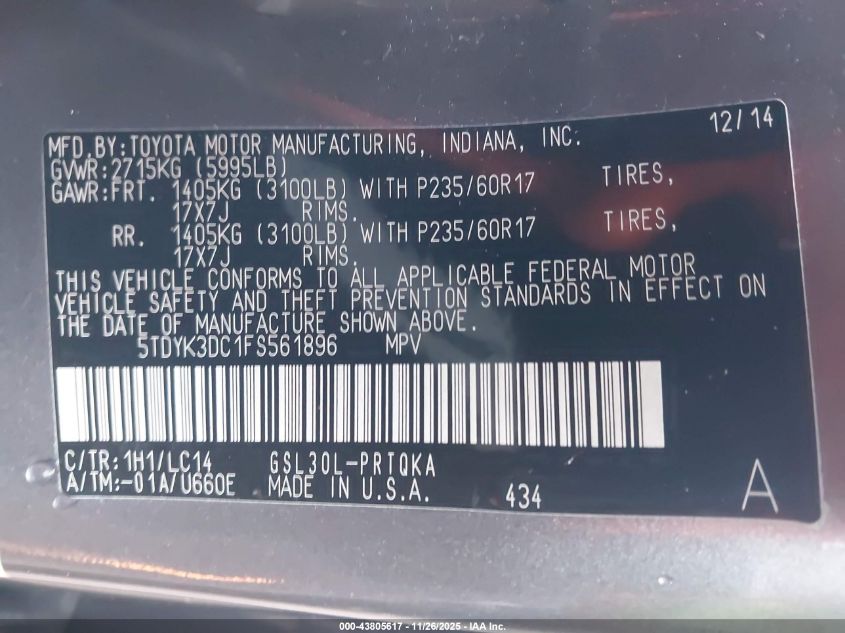 12/14
MFD.BY:TOYOTA MOTOR MANUFACTURING, INDIANA, INC.
GVWR:2715KG (5995LB)
GAWR:FRT. 1405KG (3100LB) WITH P235/60R17 TIRES,
17X7J RIMS.
RR. 1405KG (3100LB) WITH P235/60R17 TIRES,
17X7J RIMS.
THIS VEHICLE CONFORMS TO ALL APPLICABLE FEDERAL MOTOR
VEHICLE SAFETY AND THEFT PREVENTION STANDARDS IN EFFECT ON
THE DATE OF MANUFACTURE SHOWN ABOVE.
5TDYK3DC1FS561896 MPV
C/TR:1H1/LC14 GSL30L-PRTQKA
A/TM:-01A/U660E MADE IN U.S.A. 434 A
000-43805617 - 11/26/2025 - IAA Inc.